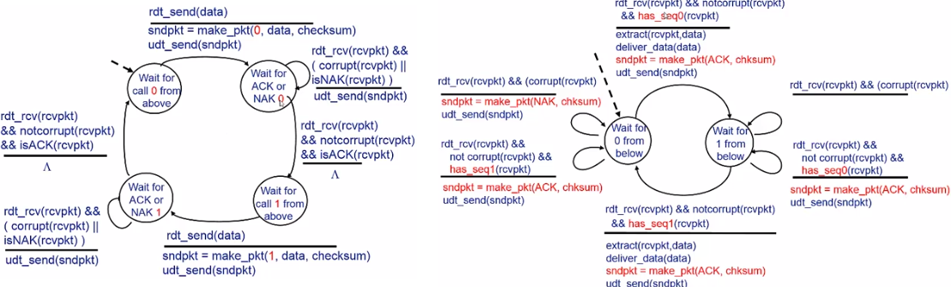 rdt_send(data)
sndpkt = make_pkt(0, data, checksum)
udt_send(sndpkt)
rdt_rcv(rcvpkt) &&
( corrupt(rcvpkt) ||
isNAK(rcvpkt) )
udt_send(sndpkt)
Wait for
call 0 from
above
Wait for
ACK or
NAK 0
rdt_rcv(rcvpkt)
&& notcorrupt(rcvpkt)
&& isACK(rcvpkt)
Λ
rdt_rcv(rcvpkt)
&& notcorrupt(rcvpkt)
&& isACK(rcvpkt)
Λ
Wait for
ACK or
NAK 1
Wait for
call 1 from
above
rdt_rcv(rcvpkt) &&
( corrupt(rcvpkt) ||
isNAK(rcvpkt) )
udt_send(sndpkt)
rdt_send(data)
sndpkt = make_pkt(1, data, checksum)
udt_send(sndpkt)
rdt_rcv(rcvpkt) && notcorrupt(rcvpkt)
&& has_seq0(rcvpkt)
extract(rcvpkt,data)
deliver_data(data)
sndpkt = make_pkt(ACK, chksum)
udt_send(sndpkt)
rdt_rcv(rcvpkt) && (corrupt(rcvpkt)
sndpkt = make_pkt(NAK, chksum)
udt_send(sndpkt)
rdt_rcv(rcvpkt) &&
not corrupt(rcvpkt) &&
has_seq1(rcvpkt)
sndpkt = make_pkt(ACK, chksum)
udt_send(sndpkt)
Wait for
0 from
below
Wait for
1 from
below
rdt_rcv(rcvpkt) && (corrupt(rcvpkt)
rdt_rcv(rcvpkt) &&
not corrupt(rcvpkt) &&
has_seq0(rcvpkt)
sndpkt = make_pkt(ACK, chksum)
udt_send(sndpkt)
rdt_rcv(rcvpkt) && notcorrupt(rcvpkt)
&& has_seq1(rcvpkt)
extract(rcvpkt,data)
deliver_data(data)
sndpkt = make_pkt(ACK, chksum)
udt_send(sndpkt)